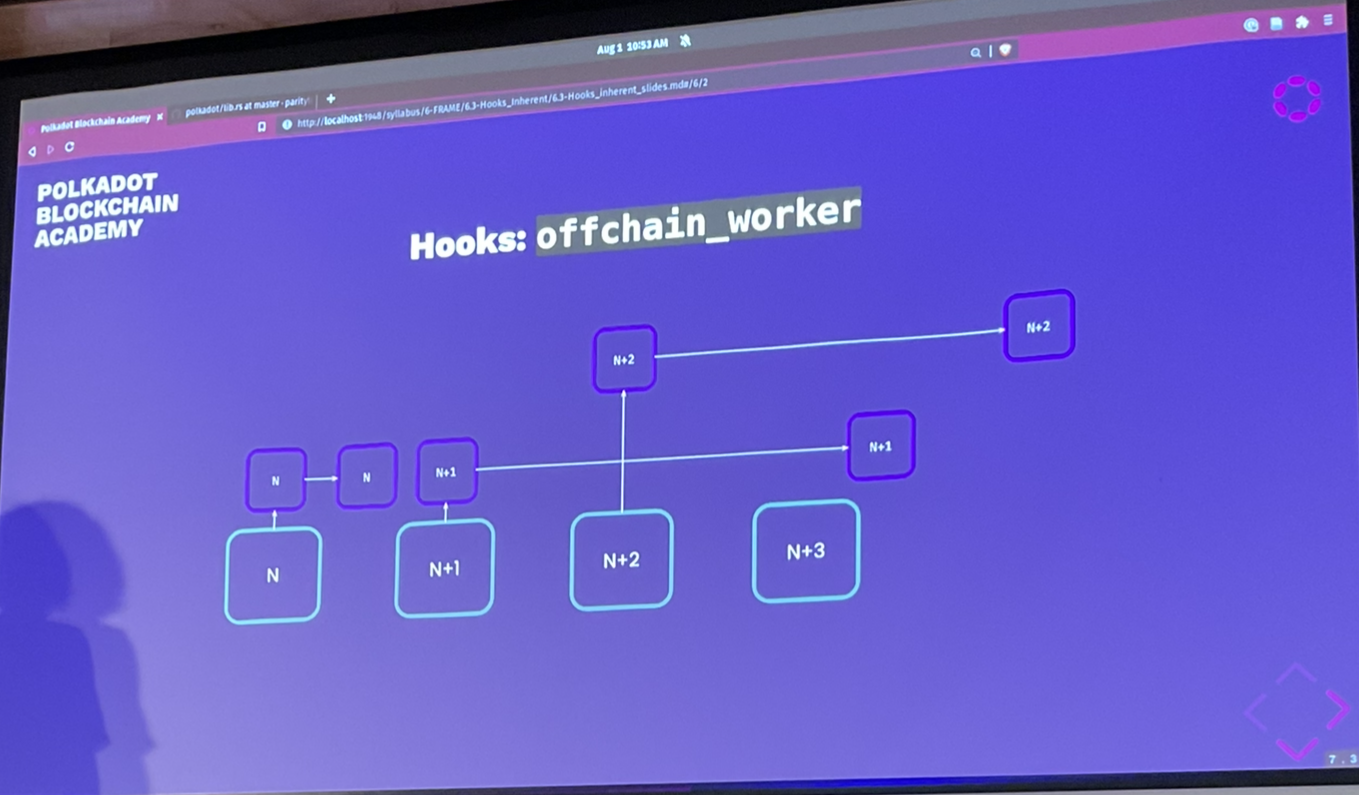 Aug 1 10:53 AM
Polkadot Blockchain Academy
polkadot/lib.rs at master · parity
http://localhost:1948/syllabus/6-FRAME/6.3-Hooks_Inherent/6.3-Hooks_inherent_slides.md#/6/2
POLKADOT
BLOCKCHAIN
ACADEMY
Hooks: offchain_worker
N+2
N+2
N
N
N+1
N+1
N
N+1
N+2
N+3
7.3